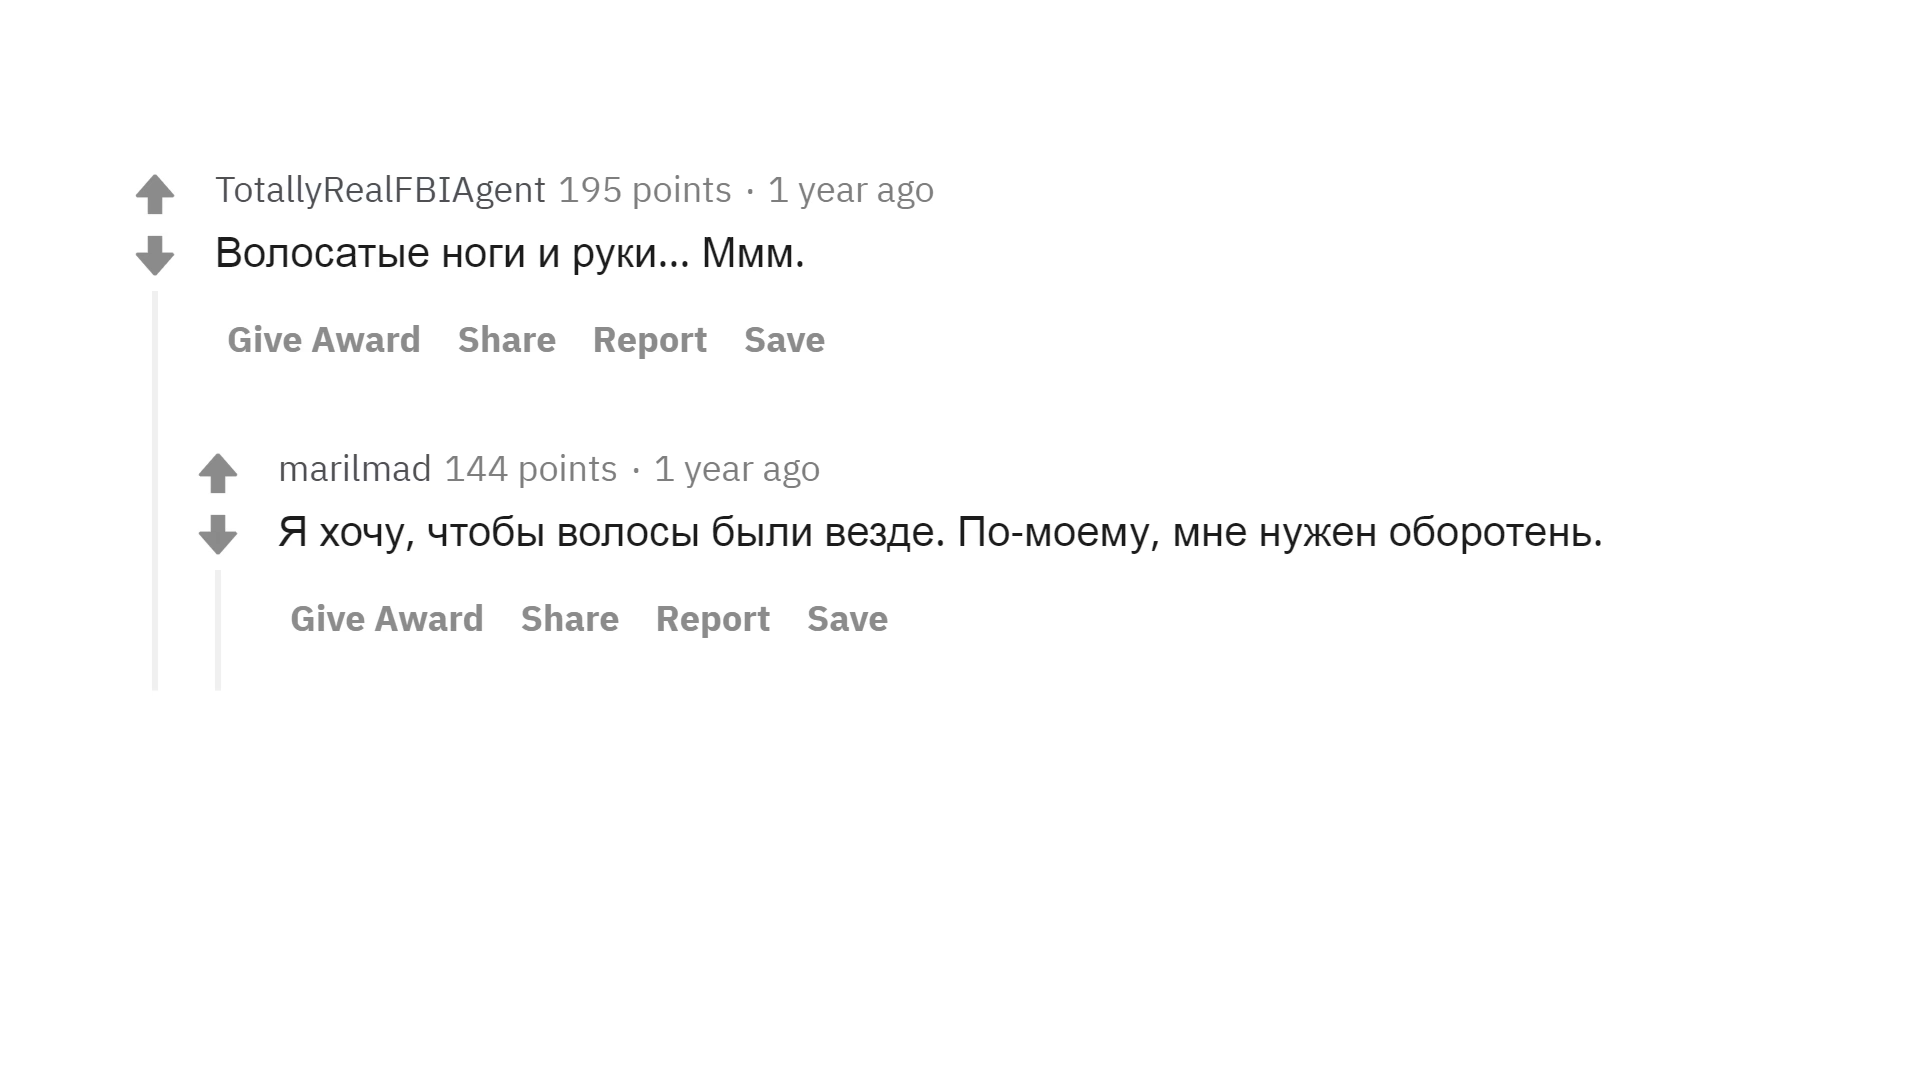 TotallyRealFBIAgent 195 points · 1 year ago
Волосатые ноги и руки... Ммм.
Give Award Share Report Save
marilmad 144 points · 1 year ago
Я хочу, чтобы волосы были везде. По-моему, мне нужен оборотень.
Give Award Share Report Save